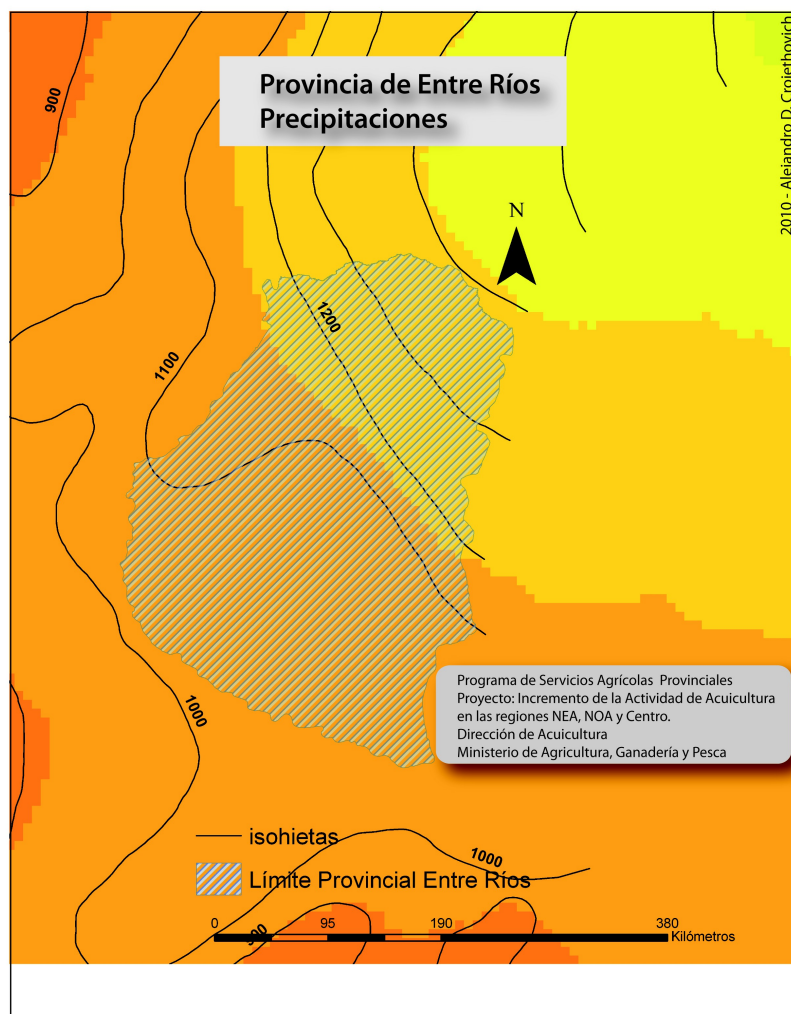 Provincia de Entre Ríos
Precipitaciones
2010 - Alejandro D. Crojethovich
900
N
1200
1100
Programa de Servicios Agrícolas Provinciales
Proyecto: Incremento de la Actividad de Acuicultura
en las regiones NEA, NOA y Centro.
Dirección de Acuicultura
Ministerio de Agricultura, Ganadería y Pesca
1000
isohietas
1000
Límite Provincial Entre Ríos
0 95 190 380
Kilómetros
900